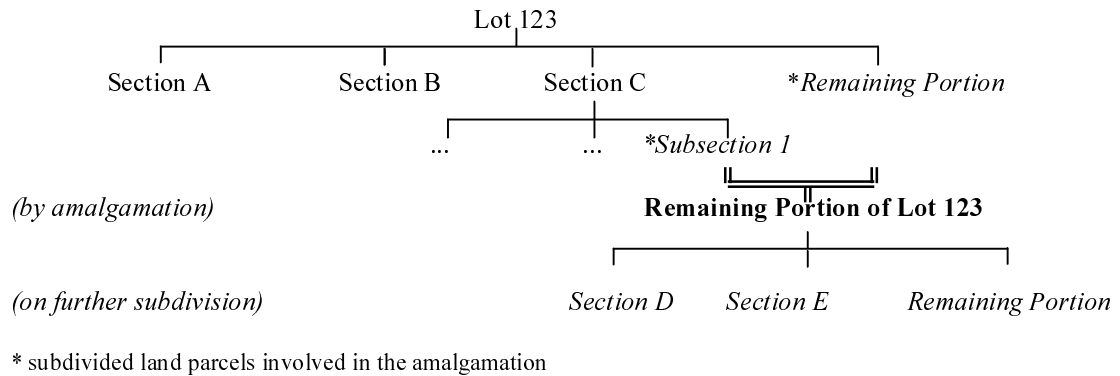 Lot 123
Section A Section B Section C *Remaining Portion
... ... *Subsection 1
(by amalgamation) Remaining Portion of Lot 123
(on further subdivision) Section D Section E Remaining Portion
* subdivided land parcels involved in the amalgamation